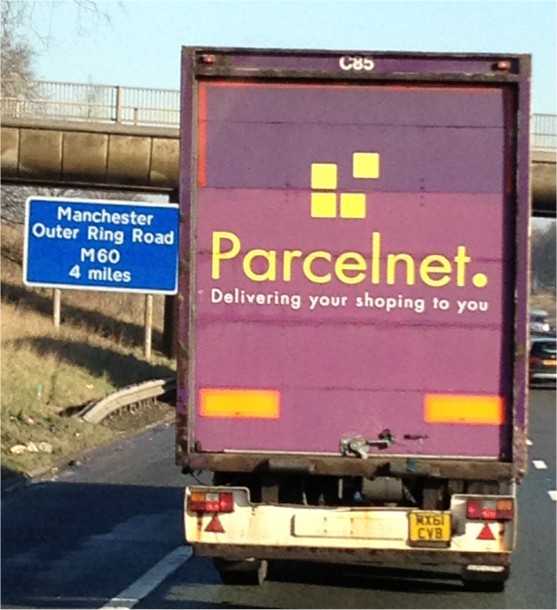 C85
Manchester
Outer Ring Road
M60
4 miles
Parcelnet.
Delivering your shoping to you
MX61
CVB